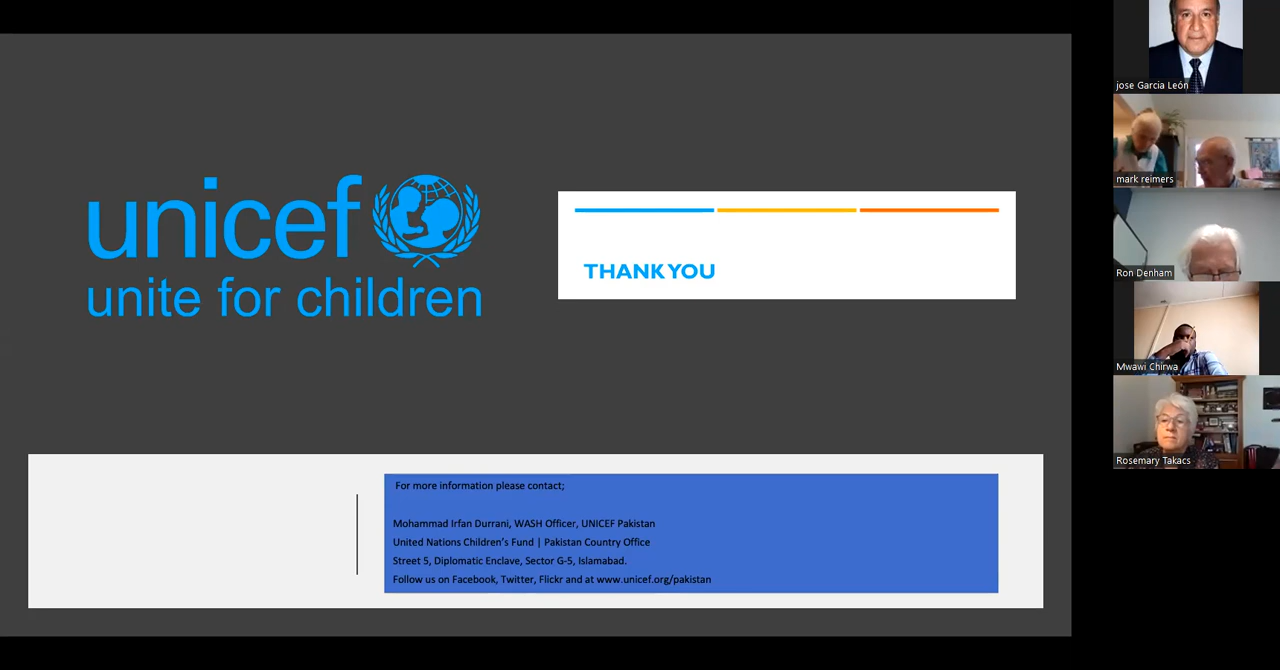 unicef
unite for children
THANK YOU
For more information please contact;
Mohammad Irfan Durrani, WASH Officer, UNICEF Pakistan
United Nations Children's Fund | Pakistan Country Office
Street 5, Diplomatic Enclave, Sector G-5, Islamabad.
Follow us on Facebook, Twitter, Flickr and at www.unicef.org/pakistan
jose Garcia León
mark reimers
Ron Denham
Mwawi Chirwa
Rosemary Takacs